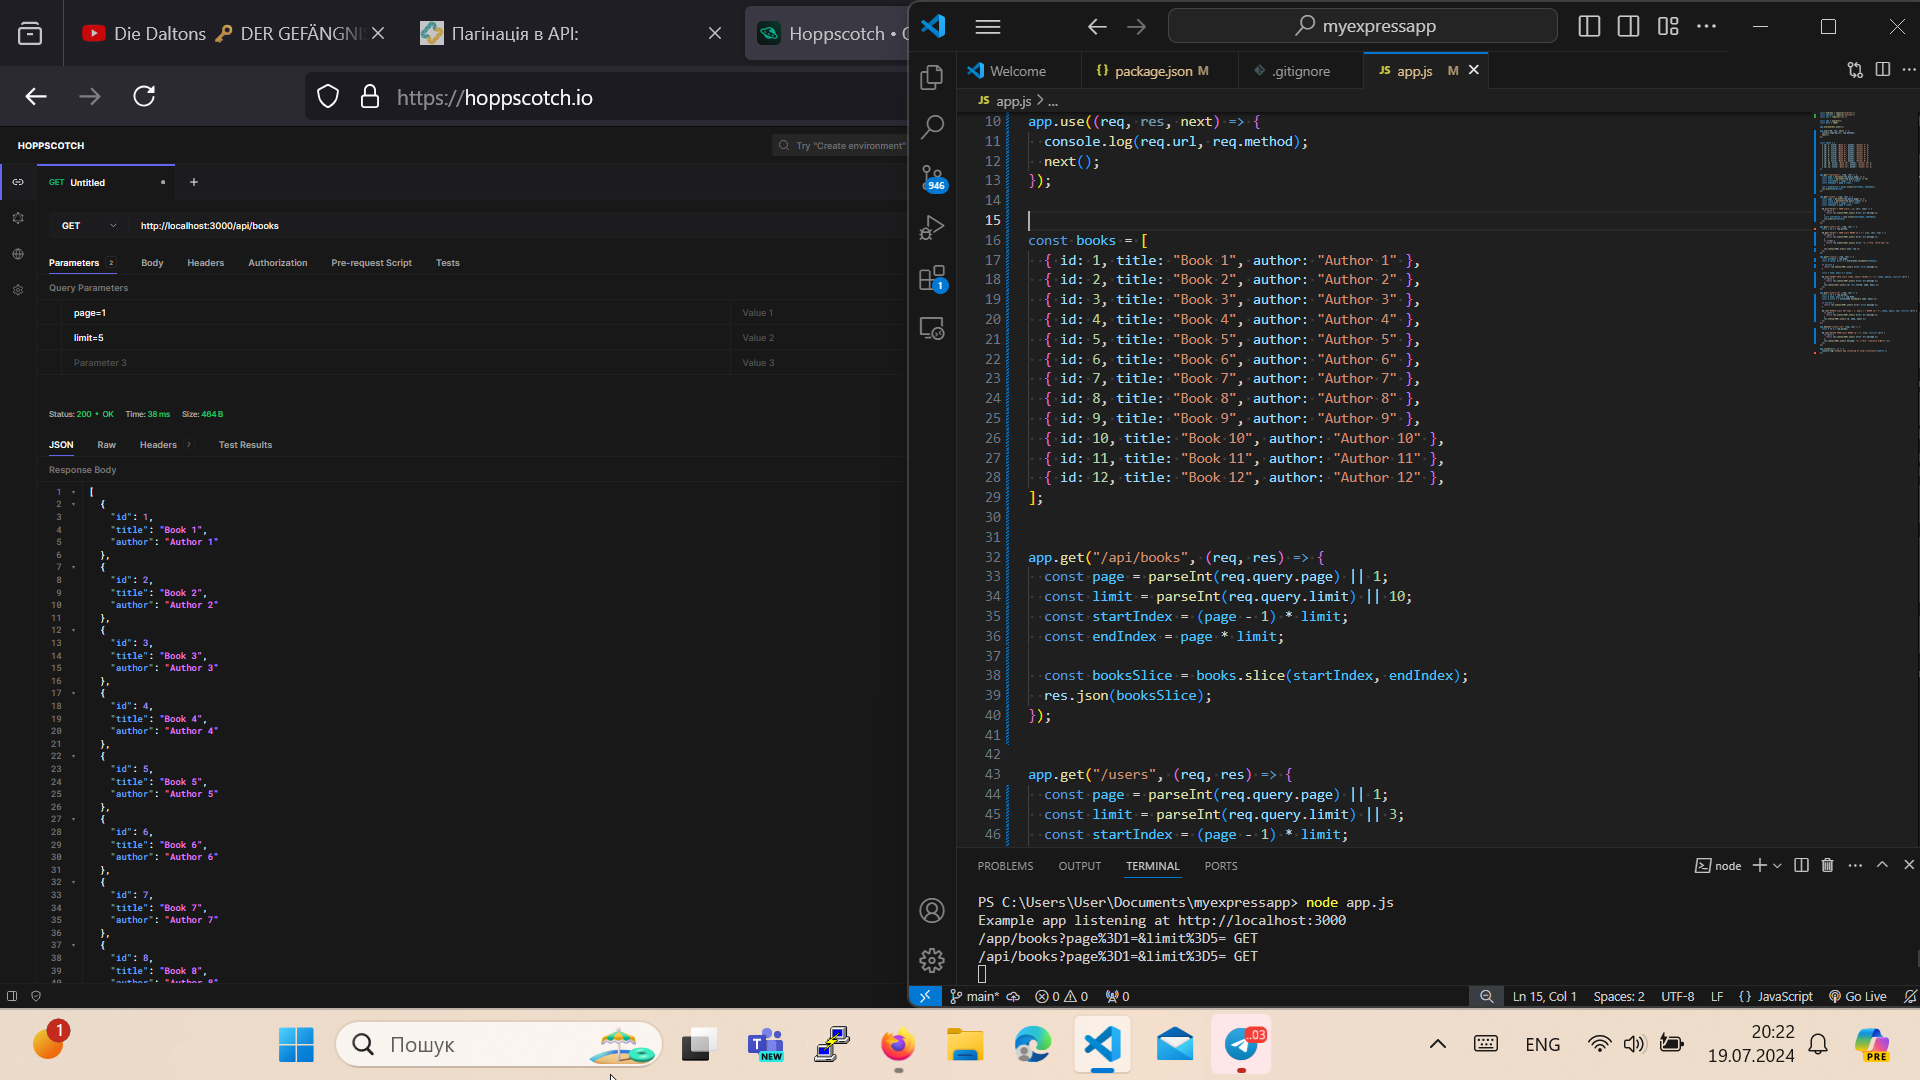 Die Daltons 🔑 DER GEFÄNGNI
Пагінація в API:
Hoppscotch •
https://hoppscotch.io
HOPPSCOTCH
Try "Create environment"
GET Untitled
GET
http://localhost:3000/api/books
Parameters 2
Body
Headers
Authorization
Pre-request Script
Tests
Query Parameters
page=1
Value 1
limit=5
Value 2
Parameter 3
Value 3
Status: 200 • OK Time: 38 ms Size: 464 B
JSON
Raw
Headers 7
Test Results
Response Body
1 [
2 {
3 "id": 1,
4 "title": "Book 1",
5 "author": "Author 1"
6 },
7 {
8 "id": 2,
9 "title": "Book 2",
10 "author": "Author 2"
11 },
12 {
13 "id": 3,
14 "title": "Book 3",
15 "author": "Author 3"
16 },
17 {
18 "id": 4,
19 "title": "Book 4",
20 "author": "Author 4"
21 },
22 {
23 "id": 5,
24 "title": "Book 5",
25 "author": "Author 5"
26 },
27 {
28 "id": 6,
29 "title": "Book 6",
30 "author": "Author 6"
31 },
32 {
33 "id": 7,
34 "title": "Book 7",
35 "author": "Author 7"
36 },
37 {
38 "id": 8,
39 "title": "Book 8",
40 "author": "Author 8"
myexpressapp
Welcome
{} package.json M
.gitignore
JS app.js M
JS app.js > ...
946
1
10 app.use((req, res, next) => {
11 console.log(req.url, req.method);
12 next();
13 });
14
15
16 const books = [
17 { id: 1, title: "Book 1", author: "Author 1" },
18 { id: 2, title: "Book 2", author: "Author 2" },
19 { id: 3, title: "Book 3", author: "Author 3" },
20 { id: 4, title: "Book 4", author: "Author 4" },
21 { id: 5, title: "Book 5", author: "Author 5" },
22 { id: 6, title: "Book 6", author: "Author 6" },
23 { id: 7, title: "Book 7", author: "Author 7" },
24 { id: 8, title: "Book 8", author: "Author 8" },
25 { id: 9, title: "Book 9", author: "Author 9" },
26 { id: 10, title: "Book 10", author: "Author 10" },
27 { id: 11, title: "Book 11", author: "Author 11" },
28 { id: 12, title: "Book 12", author: "Author 12" },
29 ];
30
31
32 app.get("/api/books", (req, res) => {
33 const page = parseInt(req.query.page) || 1;
34 const limit = parseInt(req.query.limit) || 10;
35 const startIndex = (page - 1) * limit;
36 const endIndex = page * limit;
37
38 const booksSlice = books.slice(startIndex, endIndex);
39 res.json(booksSlice);
40 });
41
42
43 app.get("/users", (req, res) => {
44 const page = parseInt(req.query.page) || 1;
45 const limit = parseInt(req.query.limit) || 3;
46 const startIndex = (page - 1) * limit;
PROBLEMS
OUTPUT
TERMINAL
PORTS
node
PS C:\Users\User\Documents\myexpressapp> node app.js
Example app listening at http://localhost:3000
/app/books?page%3D1=&limit%3D5= GET
/api/books?page%3D1=&limit%3D5= GET
main*
0 0
0
Ln 15, Col 1
Spaces: 2
UTF-8
LF
{} JavaScript
Go Live
1
Пошук
NEW
..03
ENG
20:22
19.07.2024
PRE